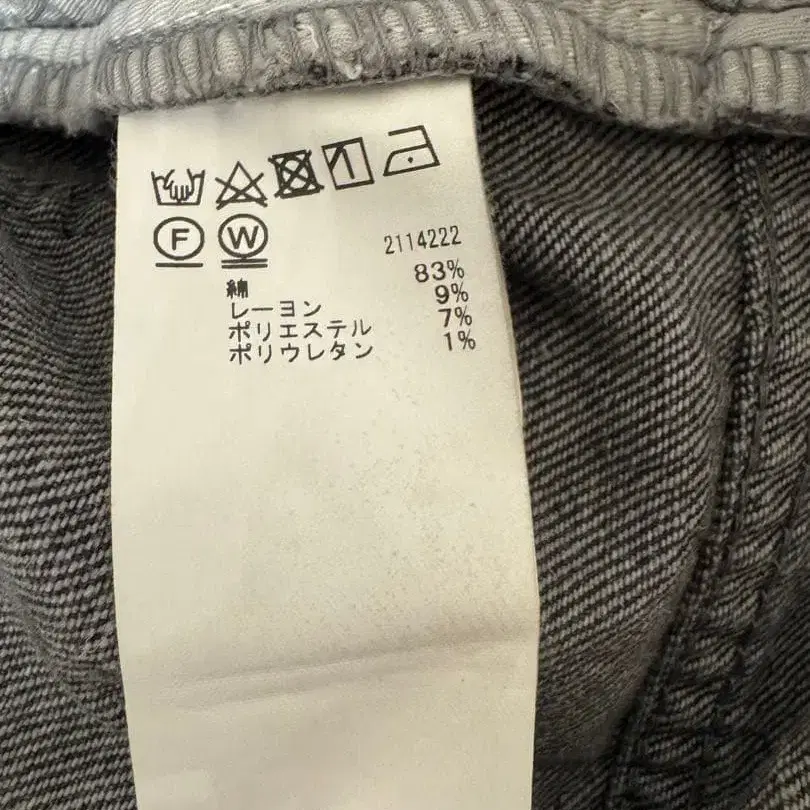 F W
2114222
綿 83%
レーヨン 9%
ポリエステル 7%
ポリウレタン 1%